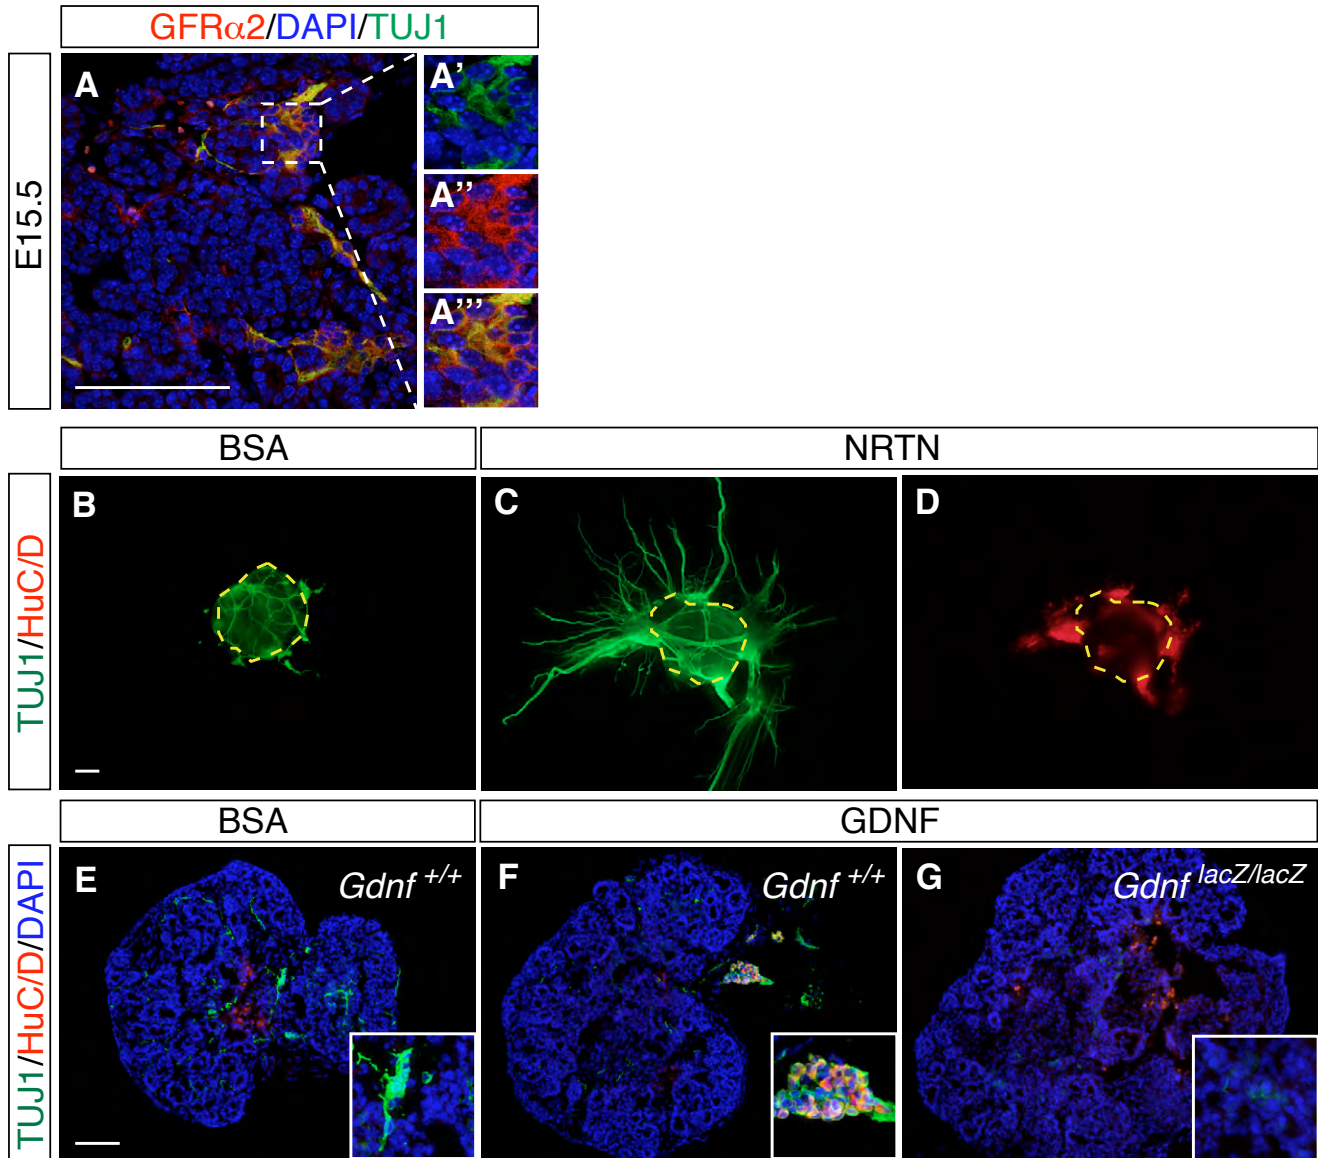 GFRα2/DAPI/TUJ1
E15.5
A
A’
A’’
A’’’
BSA
NRTN
TUJ1/HuC/D
B
C
D
BSA
GDNF
TUJ1/HuC/D/DAPI
E
Gdnf +/+
F
Gdnf +/+
G
Gdnf lacZ/lacZ